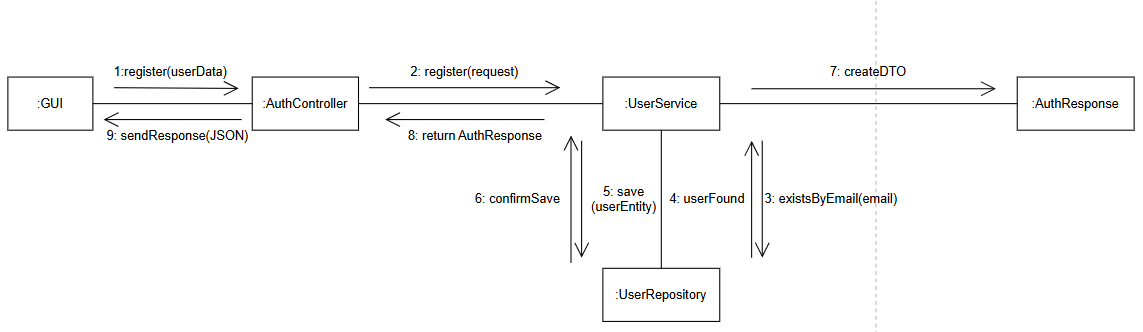 1:register(userData)
2: register(request)
7: createDTO
:GUI
:AuthController
:UserService
:AuthResponse
9: sendResponse(JSON)
8: return AuthResponse
6: confirmSave
5: save
(userEntity)
4: userFound
3: existsByEmail(email)
:UserRepository